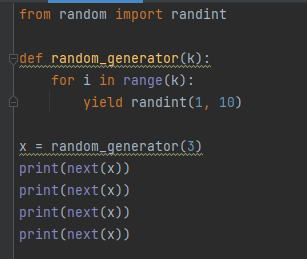 from random import randint
def random_generator(k):
    for i in range(k):
        yield randint(1, 10)
x = random_generator(3)
print(next(x))
print(next(x))
print(next(x))
print(next(x))